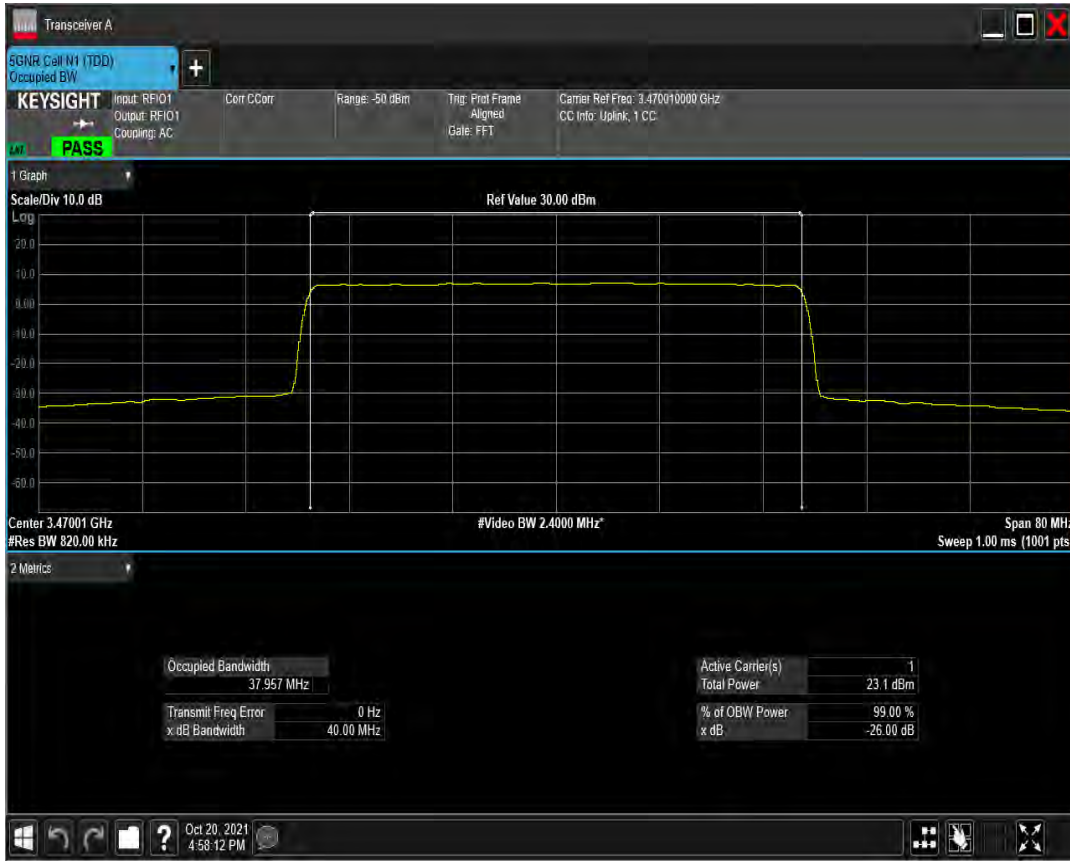 Transceiver A
5GNR Cell N1 (TDD)
Occupied BW
+
KEYSIGHT
Input: RFIO1
Output: RFIO1
Coupling: AC
Corr CCorr
Range: -50 dBm
Trig: Prot Frame
Aligned
Gate: FFT
Carrier Ref Freq: 3.470010000 GHz
CC Info: Uplink, 1 CC
PASS
1 Graph
Scale/Div 10.0 dB
Ref Value 30.00 dBm
Log
20.0
10.0
0.00
-10.0
-20.0
-30.0
-40.0
-50.0
-60.0
Center 3.47001 GHz
#Video BW 2.4000 MHz*
Span 80 MHz
#Res BW 820.00 kHz
Sweep 1.00 ms (1001 pts
2 Metrics
Occupied Bandwidth
37.957 MHz
Transmit Freq Error 0 Hz
x dB Bandwidth 40.00 MHz
Active Carrier(s) 1
Total Power 23.1 dBm
% of OBW Power 99.00 %
x dB -26.00 dB
?
Oct 20, 2021
4:58:12 PM